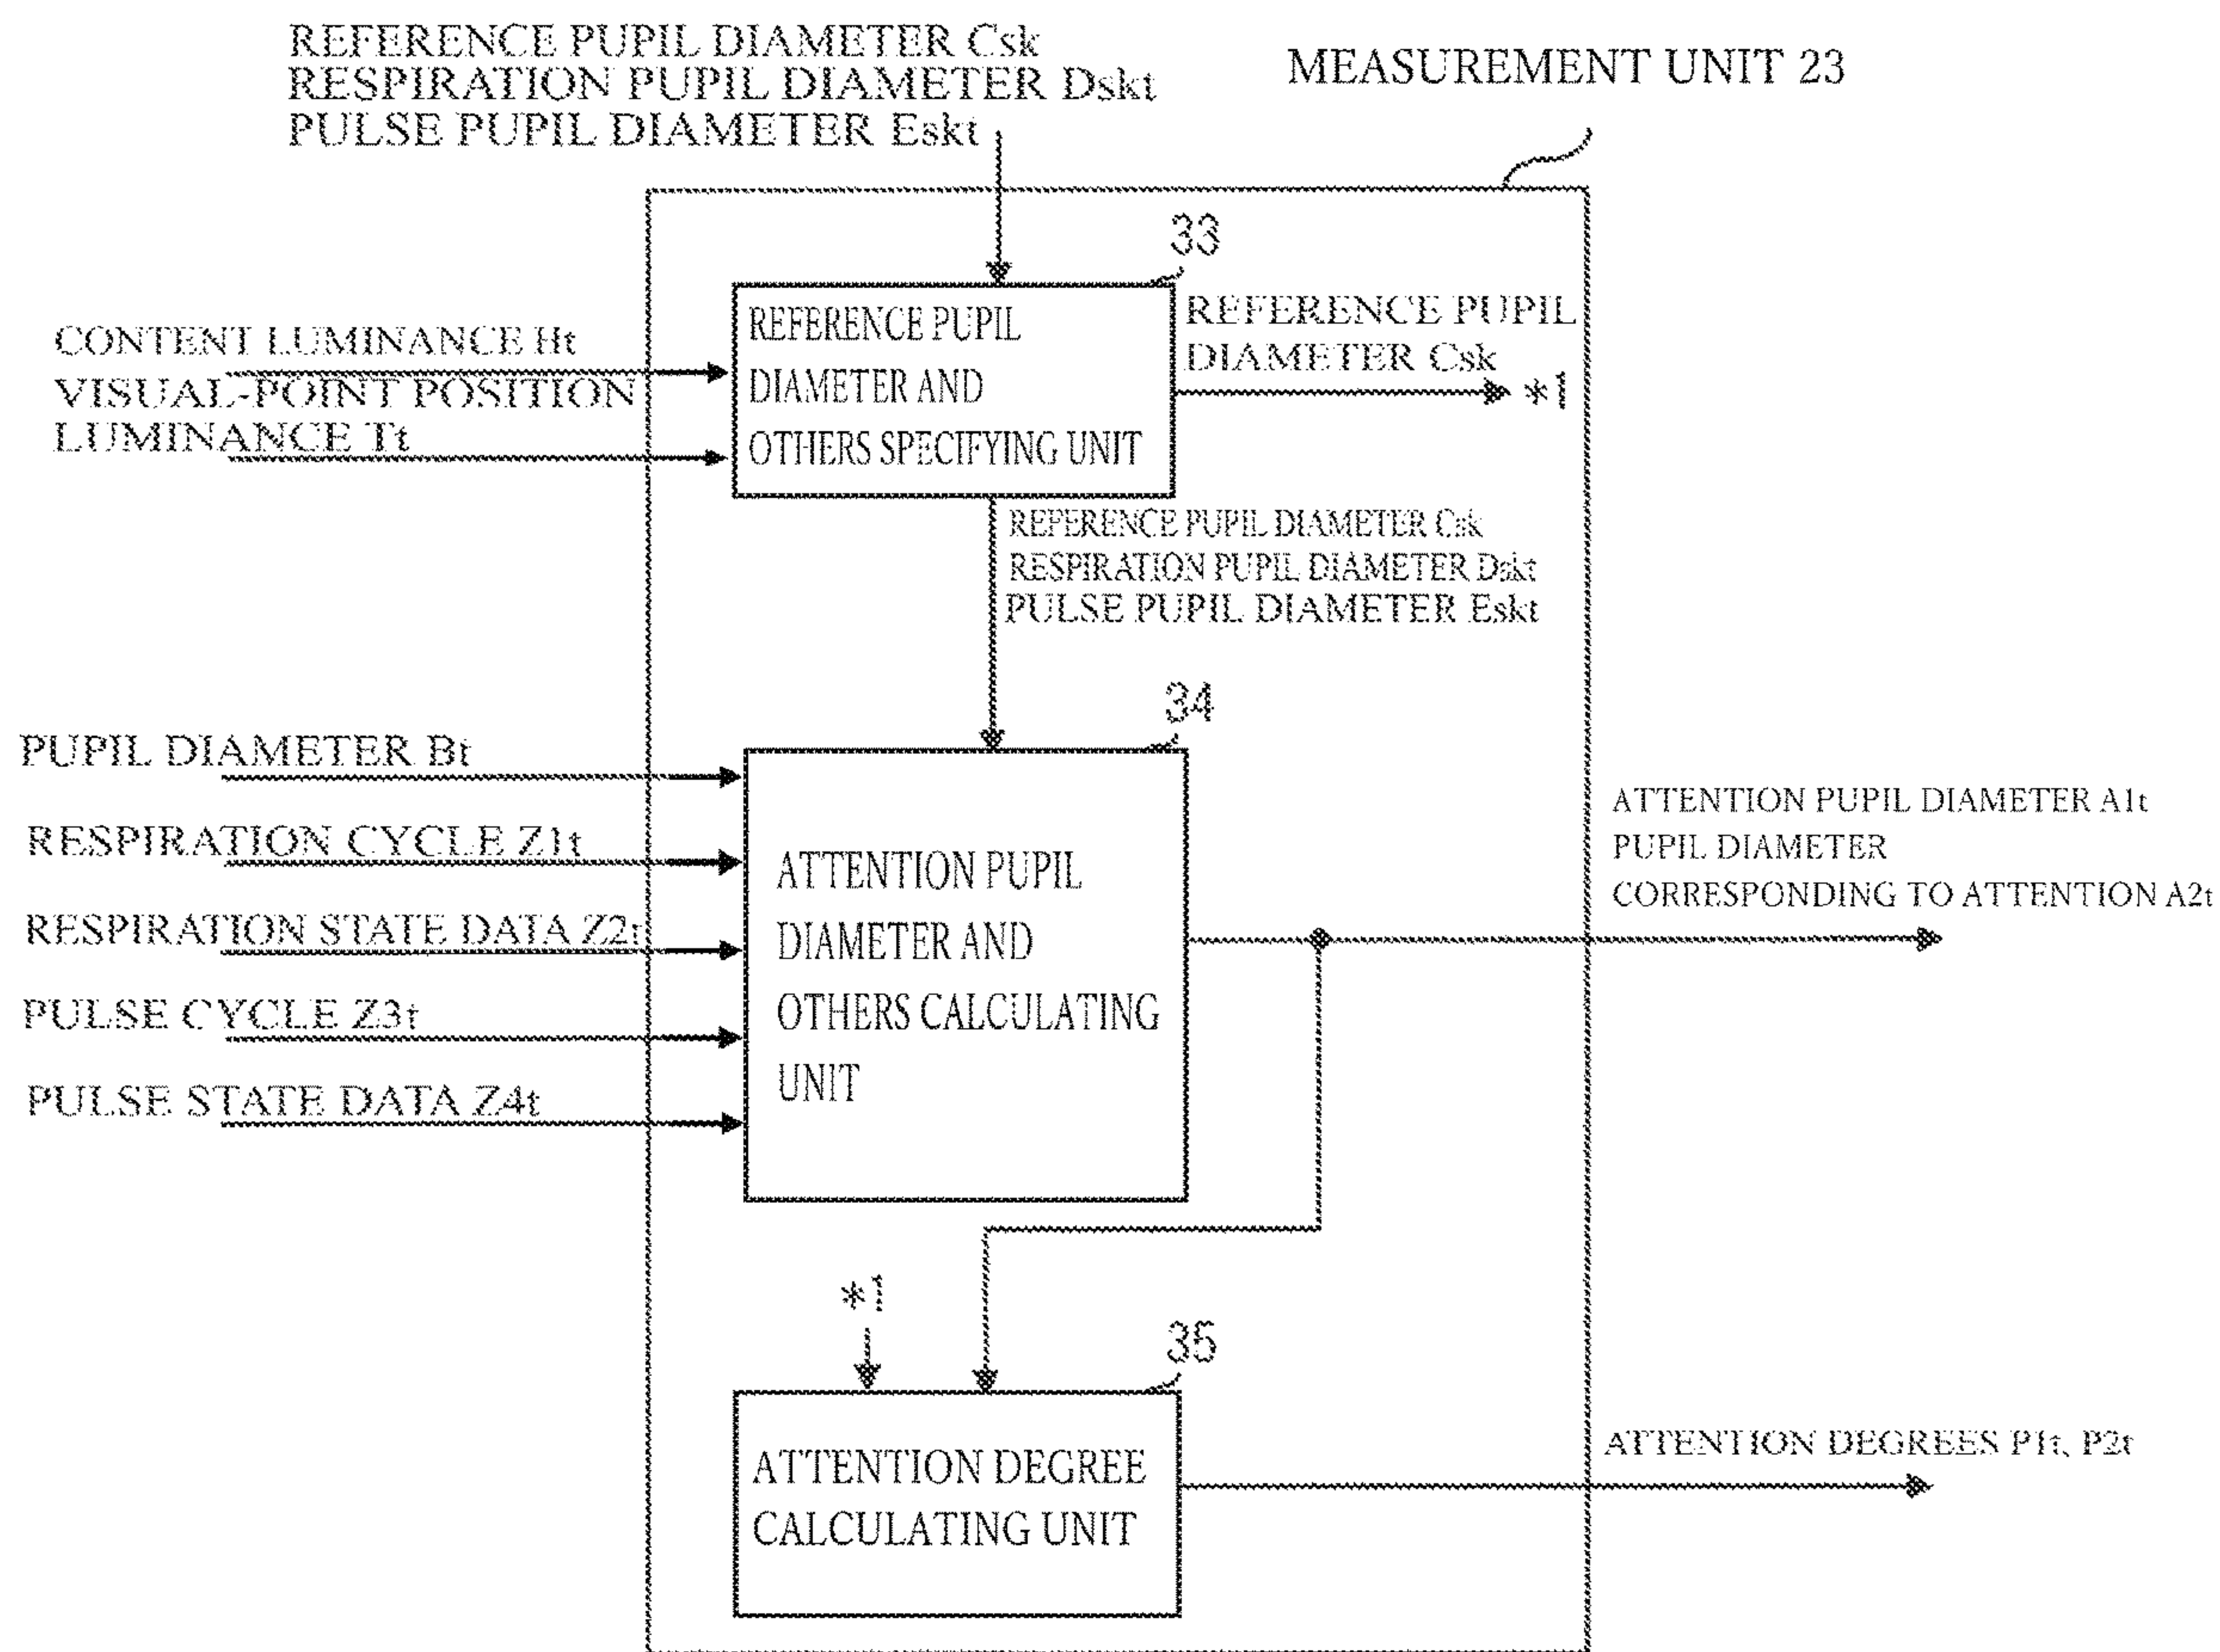 REFERENCE PUPIL DIAMETER Csk
RESPIRATION PUPIL DIAMETER Dskt
PULSE PUPIL DIAMETER Eskt
MEASUREMENT UNIT 23
33
CONTENT LUMINANCE Ht
VISUAL-POINT POSITION
LUMINANCE Tt
REFERENCE PUPIL
DIAMETER AND
OTHERS SPECIFYING UNIT
REFERENCE PUPIL
DIAMETER Csk
*1
REFERENCE PUPIL DIAMETER Csk
RESPIRATION PUPIL DIAMETER Dskt
PULSE PUPIL DIAMETER Eskt
34
PUPIL DIAMETER Bt
RESPIRATION CYCLE Z1t
RESPIRATION STATE DATA Z2t
PULSE CYCLE Z3t
PULSE STATE DATA Z4t
ATTENTION PUPIL
DIAMETER AND
OTHERS CALCULATING
UNIT
ATTENTION PUPIL DIAMETER A1t
PUPIL DIAMETER
CORRESPONDING TO ATTENTION A2t
*1
35
ATTENTION DEGREE
CALCULATING UNIT
ATTENTION DEGREES P1t, P2t